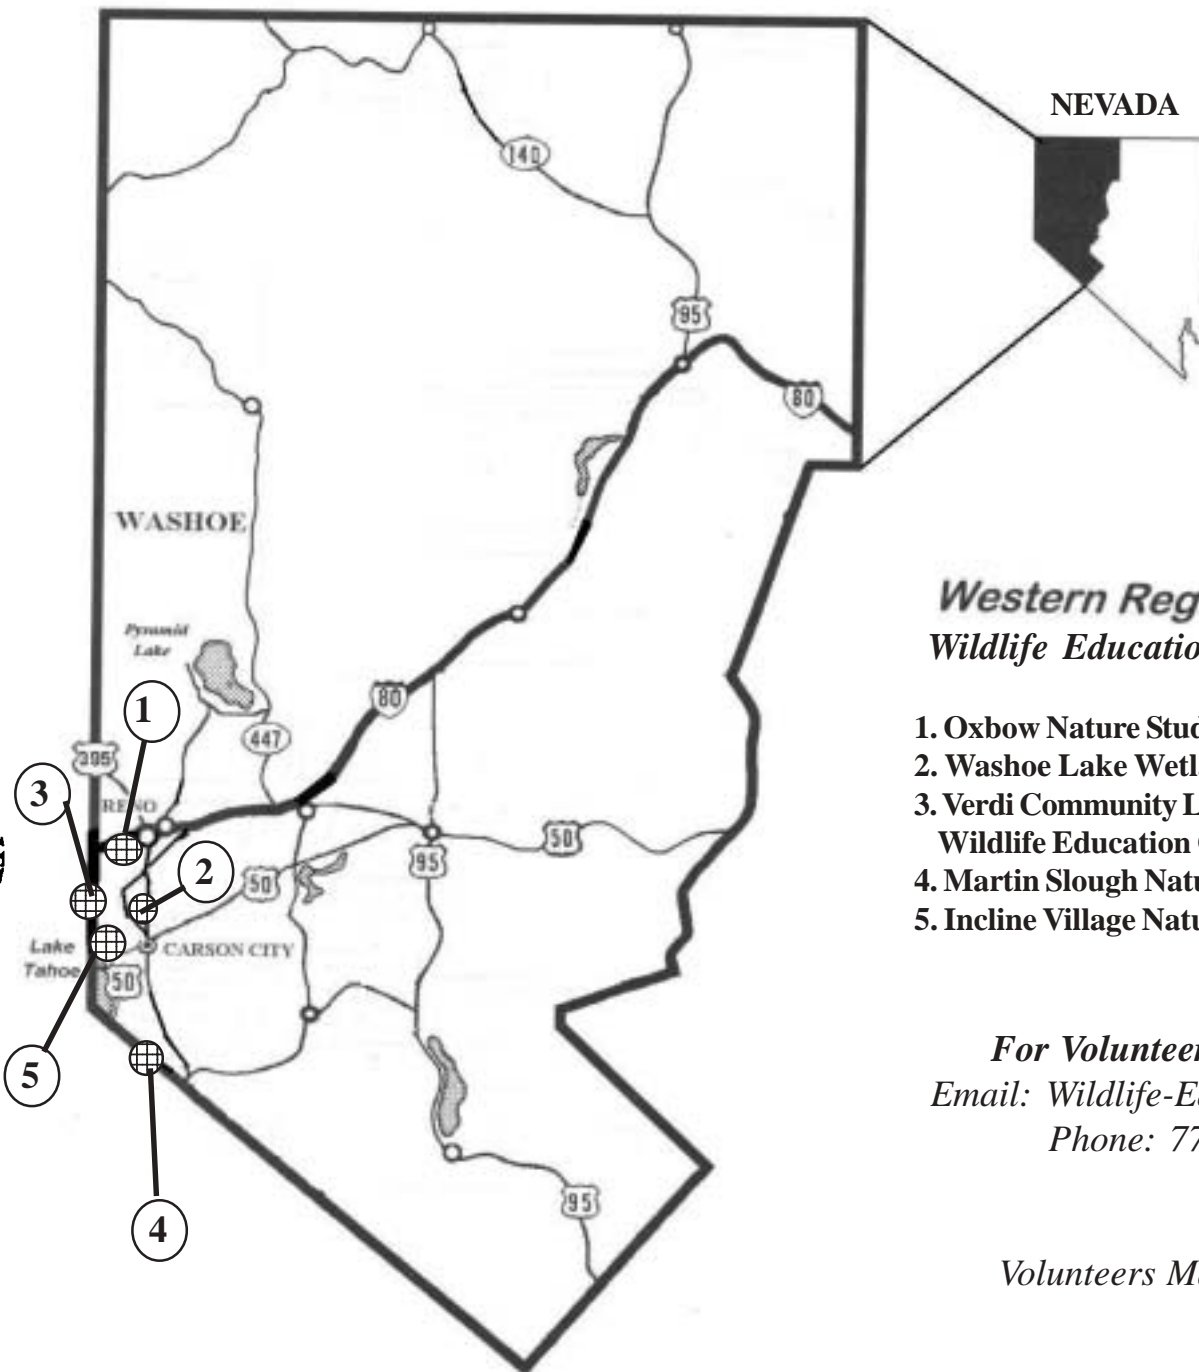 NEVADA
140
95
80
WASHOE
Pyramid
Lake
80
1
447
395
3
RENO
50
95
2
50
CARSON CITY
Lake
Tahoe
50
5
4
95
Western Reg
Wildlife Educatio
1. Oxbow Nature Stud
2. Washoe Lake Wetl
3. Verdi Community L
Wildlife Education
4. Martin Slough Natu
5. Incline Village Natu
For Volunteer
Email: Wildlife-E
Phone: 77
Volunteers M